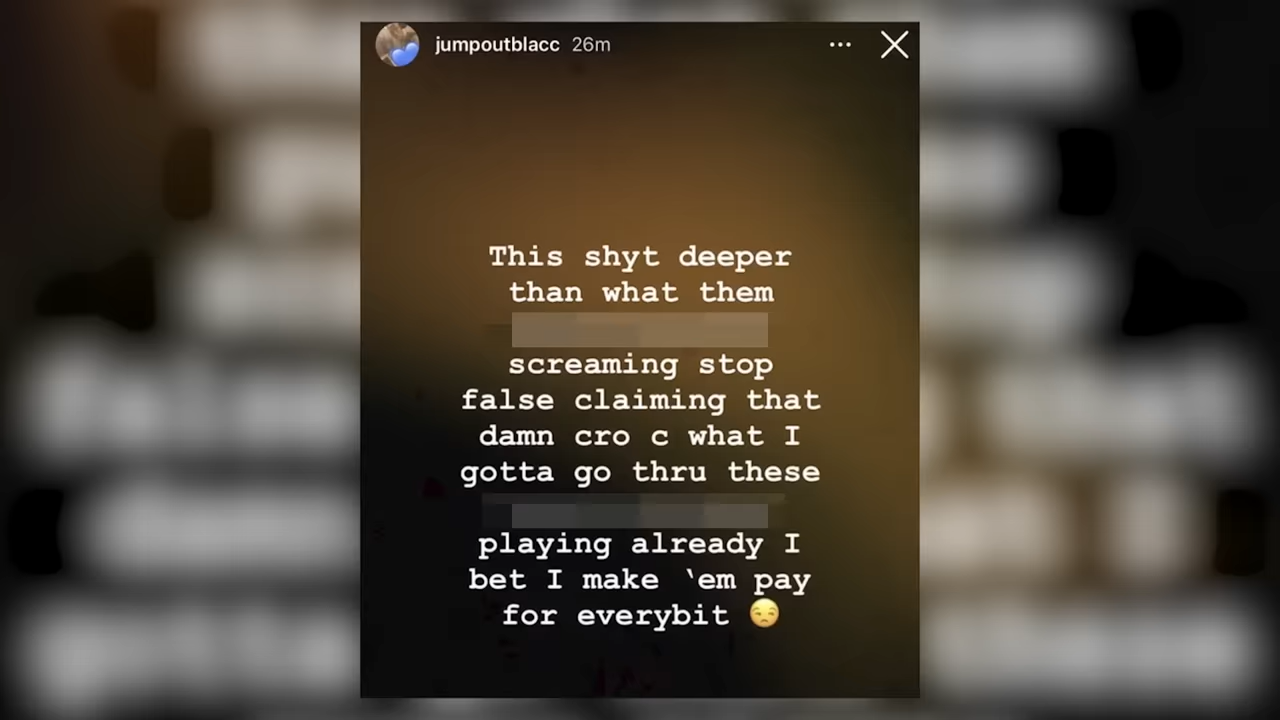 jumpoutblacc 26m
This shyt deeper
than what them
screaming stop
false claiming that
damn cro c what I
gotta go thru these
playing already I
bet I make ‵em pay
for everybit 😒